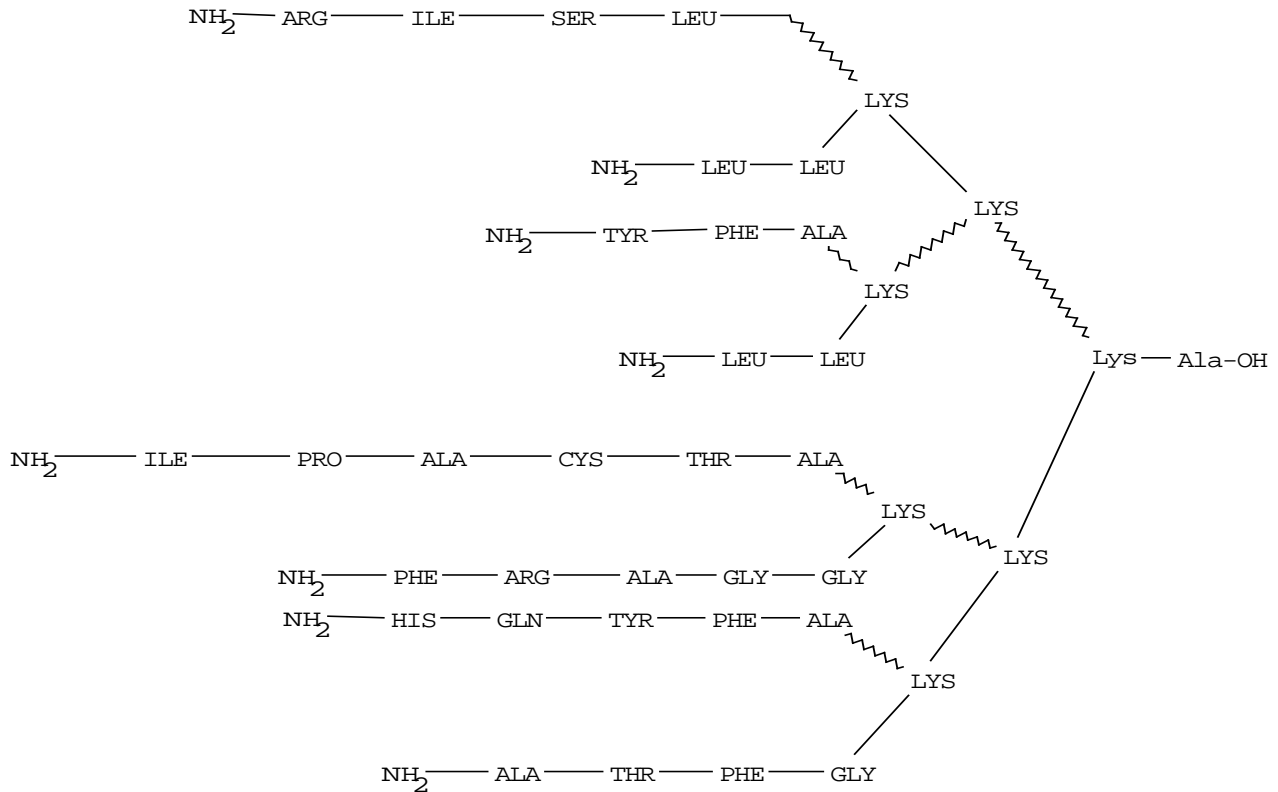 NH2 ARG ILE SER LEU
LYS
NH2 LEU LEU
LYS
NH2 TYR PHE ALA
LYS
NH2 LEU LEU
Lys Ala-OH
NH2 ILE PRO ALA CYS THR ALA
LYS
LYS
NH2 PHE ARG ALA GLY GLY
NH2 HIS GLN TYR PHE ALA
LYS
NH2 ALA THR PHE GLY